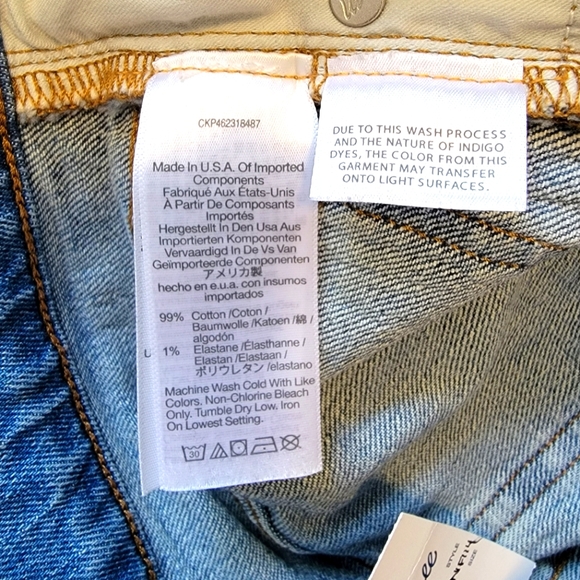 CKP462318487
Made In U.S.A. Of Imported
Components
Fabriqué Aux États-Unis
À Partir De Composants
Importés
Hergestellt In Den Usa Aus
Importierten Komponenten
Vervaardigd In De Vs Van
Geïmporteerde Componenten
アメリカ製
hecho en e.u.a. con insumos
importados
99% Cotton /Coton /
Baumwolle /Katoen /綿 /
algodón
1% Elastane /Élasthanne /
Elastan /Elastaan /
ポリウレタン /elastano
Machine Wash Cold With Like
Colors, Non-Chlorine Bleach
Only. Tumble Dry Low. Iron
On Lowest Setting.
30
DUE TO THIS WASH PROCESS
AND THE NATURE OF INDIGO
DYES, THE COLOR FROM THIS
GARMENT MAY TRANSFER
ONTO LIGHT SURFACES.
STYLE
SIZE